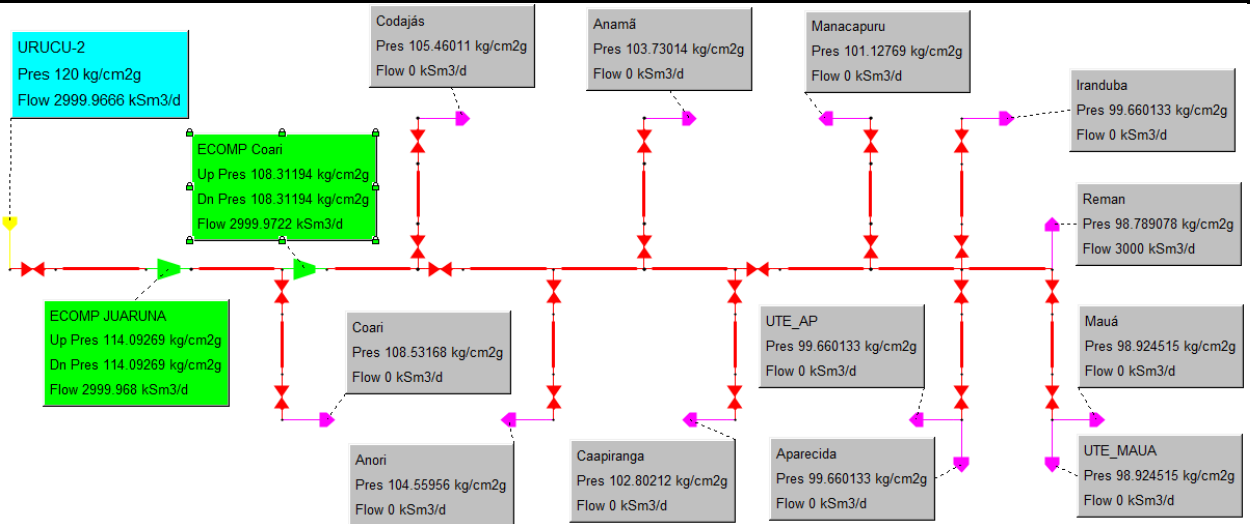 URUCU-2
Pres 120 kg/cm2g
Flow 2999.9666 kSm3/d
Codajás
Pres 105.46011 kg/cm2g
Flow 0 kSm3/d
Anamã
Pres 103.73014 kg/cm2g
Flow 0 kSm3/d
Manacapuru
Pres 101.12769 kg/cm2g
Flow 0 kSm3/d
Iranduba
Pres 99.660133 kg/cm2g
Flow 0 kSm3/d
ECOMP Coari
Up Pres 108.31194 kg/cm2g
Dn Pres 108.31194 kg/cm2g
Flow 2999.9722 kSm3/d
Reman
Pres 98.789078 kg/cm2g
Flow 3000 kSm3/d
ECOMP JUARUNA
Up Pres 114.09269 kg/cm2g
Dn Pres 114.09269 kg/cm2g
Flow 2999.968 kSm3/d
Coari
Pres 108.53168 kg/cm2g
Flow 0 kSm3/d
UTE_AP
Pres 99.660133 kg/cm2g
Flow 0 kSm3/d
Mauá
Pres 98.924515 kg/cm2g
Flow 0 kSm3/d
Anori
Pres 104.55956 kg/cm2g
Flow 0 kSm3/d
Caapiranga
Pres 102.80212 kg/cm2g
Flow 0 kSm3/d
Aparecida
Pres 99.660133 kg/cm2g
Flow 0 kSm3/d
UTE_MAUA
Pres 98.924515 kg/cm2g
Flow 0 kSm3/d